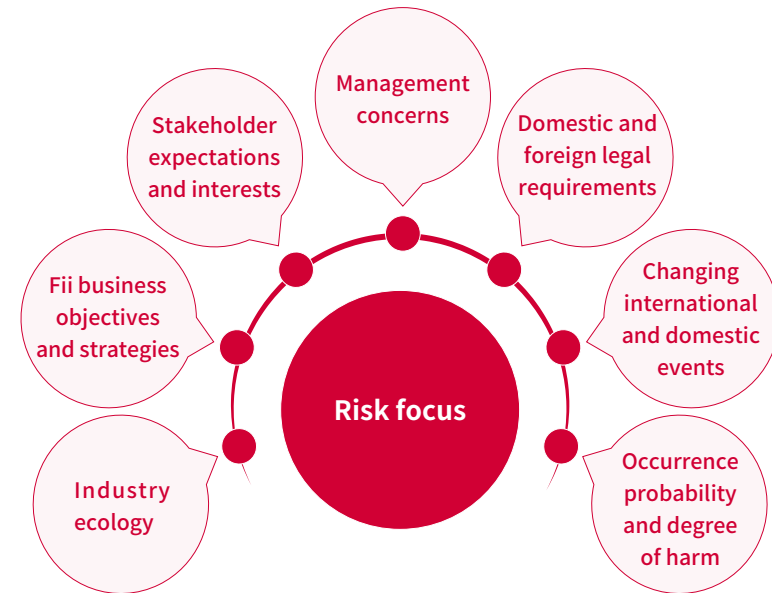 Management
concerns
Stakeholder
expectations
and interests
Domestic and
foreign legal
requirements
Fii business
objectives
and strategies
Changing
international
and domestic
events
Risk focus
Industry
ecology
Occurrence
probability
and degree
of harm